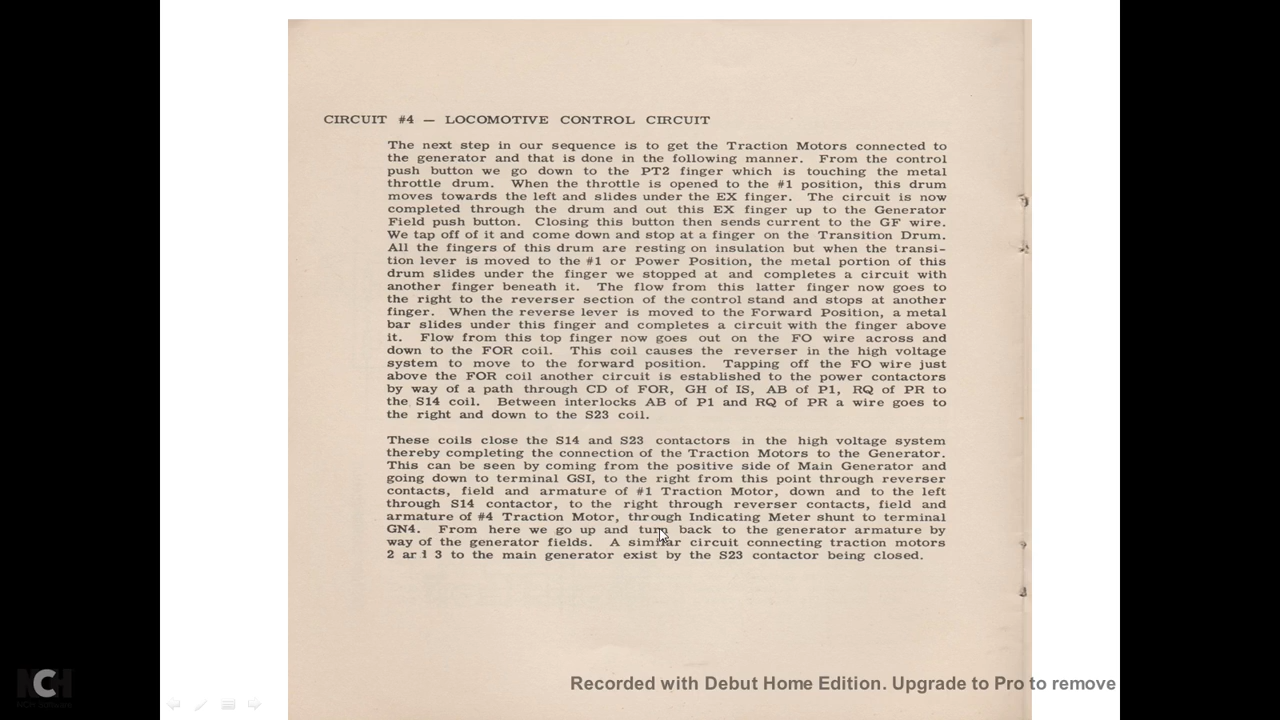 CIRCUIT #4 — LOCOMOTIVE CONTROL CIRCUIT
The next step in our sequence is to get the Traction Motors connected to
the generator and that is done in the following manner. From the control
push button we go down to the PT2 finger which is touching the metal
throttle drum. When the throttle is opened to the #1 position, this drum
moves towards the left and slides under the EX finger. The circuit is now
completed through the drum and out this EX finger up to the Generator
Field push button. Closing this button then sends current to the GF wire.
We tap off of it and come down and stop at a finger on the Transition Drum.
All the fingers of this drum are resting on insulation but when the transi-
tion lever is moved to the #1 or Power Position, the metal portion of this
drum slides under the finger we stopped at and completes a circuit with
another finger beneath it. The flow from this latter finger now goes to
the right to the reverser section of the control stand and stops at another
finger. When the reverse lever is moved to the Forward Position, a metal
bar slides under this finger and completes a circuit with the finger above
it. Flow from this top finger now goes out on the FO wire across and
down to the FOR coil. This coil causes the reverser in the high voltage
system to move to the forward position. Tapping off the FO wire just
above the FOR coil another circuit is established to the power contactors
by way of a path through CD of FOR, GH of IS, AB of P1, RQ of PR to
the S14 coil. Between interlocks AB of P1 and RQ of PR a wire goes to
the right and down to the S23 coil.
These coils close the S14 and S23 contactors in the high voltage system
thereby completing the connection of the Traction Motors to the Generator.
This can be seen by coming from the positive side of Main Generator and
going down to terminal GSI, to the right from this point through reverser
contacts, field and armature of #1 Traction Motor, down and to the left
through S14 contactor, to the right through reverser contacts, field and
armature of #4 Traction Motor, through Indicating Meter shunt to terminal
GN4. From here we go up and turn back to the generator armature by
way of the generator fields. A similar circuit connecting traction motors
2 3 to the main generator exist by the S23 contactor being closed.
Recorded with Debut Home Edition. Upgrade to Pro to remove
NCH